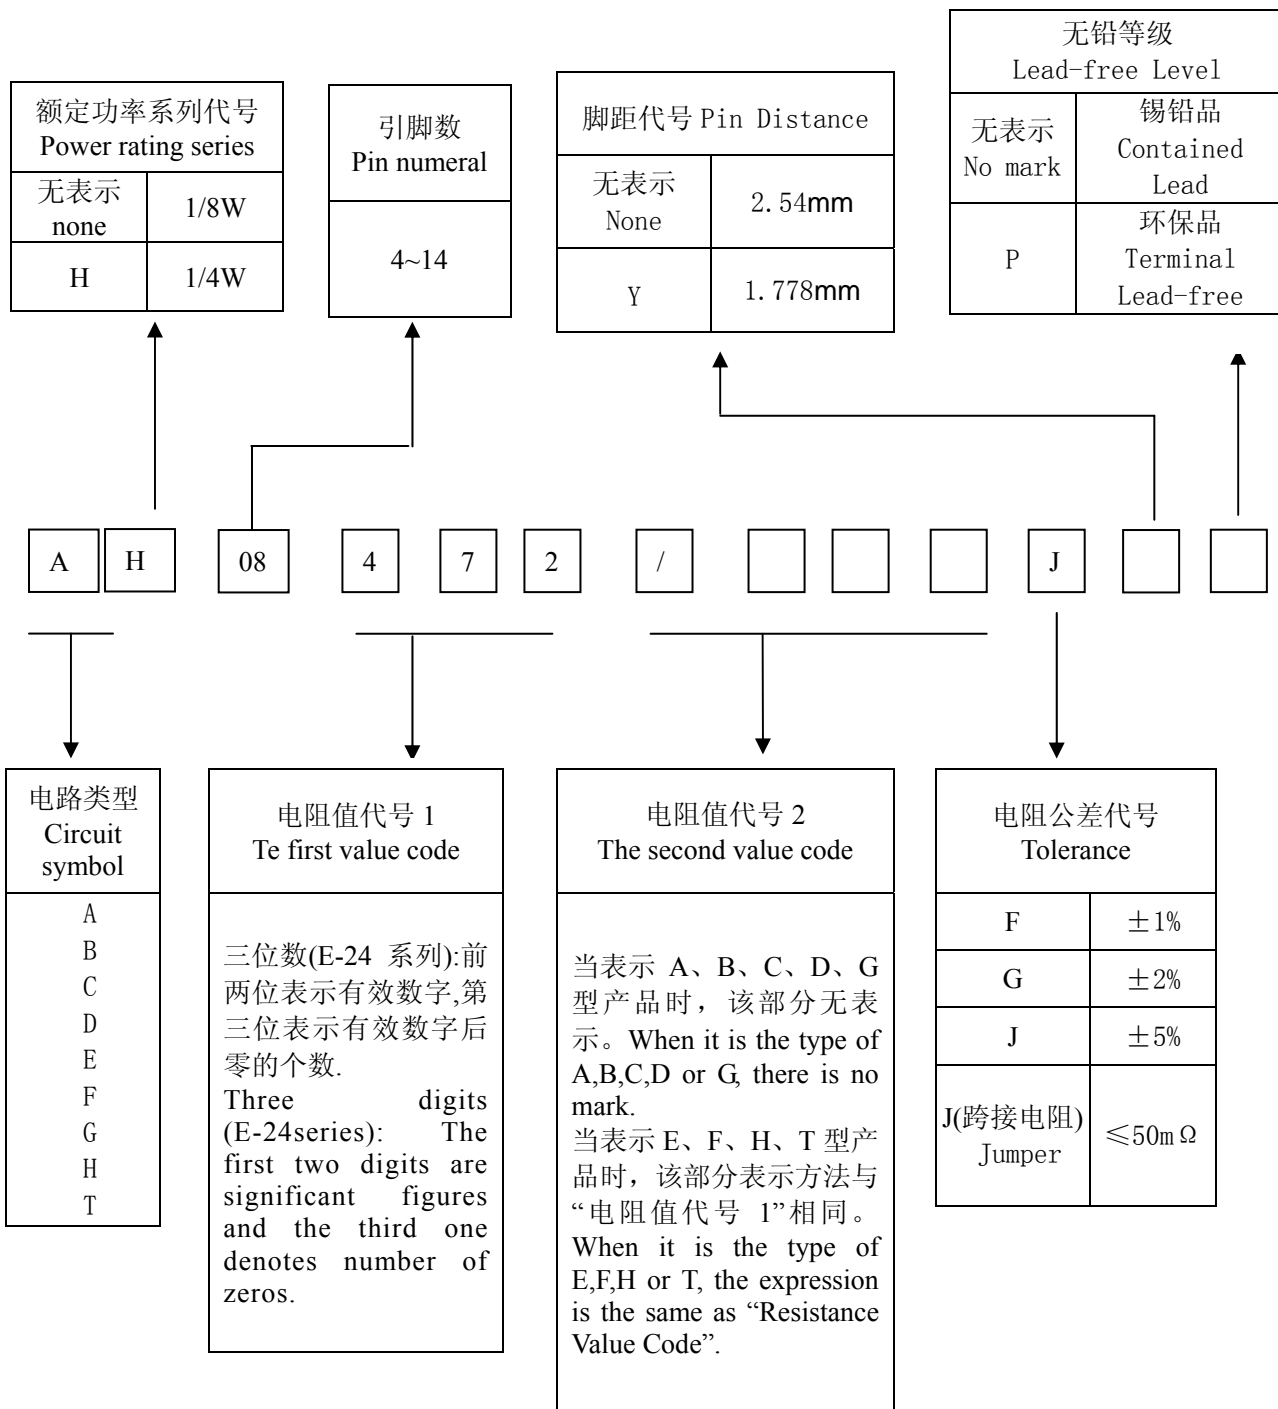 额定功率系列代号
Power rating series
无表示
none
1/8W
H
1/4W
引脚数
Pin numeral
4~14
脚距代号 Pin Distance
无表示
None
2.54mm
Y
1.778mm
无铅等级
Lead-free Level
无表示
No mark
锡铅品
Contained
Lead
P
环保品
Terminal
Lead-free
A H 08 4 7 2 / J
电路类型
Circuit
symbol
A
B
C
D
E
F
G
H
T
电阻值代号 1
Te first value code
三位数(E-24 系列):前
两位表示有效数字,第
三位表示有效数字后
零的个数.
Three digits
(E-24series): The
first two digits are
significant figures
and the third one
denotes number of
zeros.
电阻值代号 2
The second value code
当表示 A、B、C、D、G
型产品时，该部分无表
示。When it is the type of
A,B,C,D or G, there is no
mark.
当表示 E、F、H、T 型产
品时，该部分表示方法与
“电阻值代号 1”相同。
When it is the type of
E,F,H or T, the expression
is the same as “Resistance
Value Code”.
电阻公差代号
Tolerance
F
±1%
G
±2%
J
±5%
J(跨接电阻)
Jumper
≤50mΩ